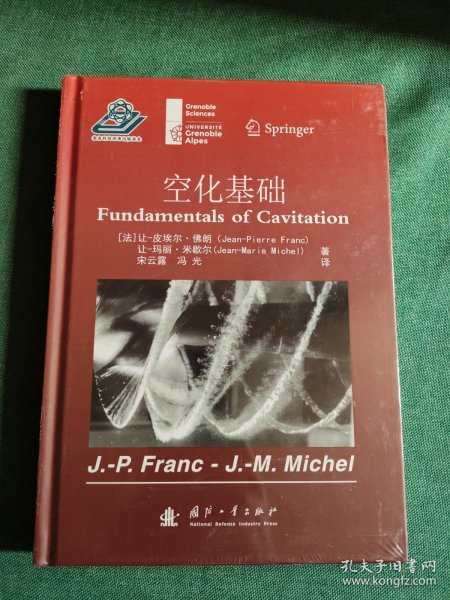 Grenoble
Sciences
UNIVERSITÉ
Grenoble
Alpes
Springer
空化基础
Fundamentals of Cavitation
[法]让-皮埃尔·佛朗（Jean-Pierre Franc)
让-玛丽·米歇尔(Jean-Marie Michel) 著
宋云露 冯光 译
J.-P. Franc - J.-M. Michel
国防工业出版社
National Defense Industry Press
孔夫子旧书网
www.kongfz.com